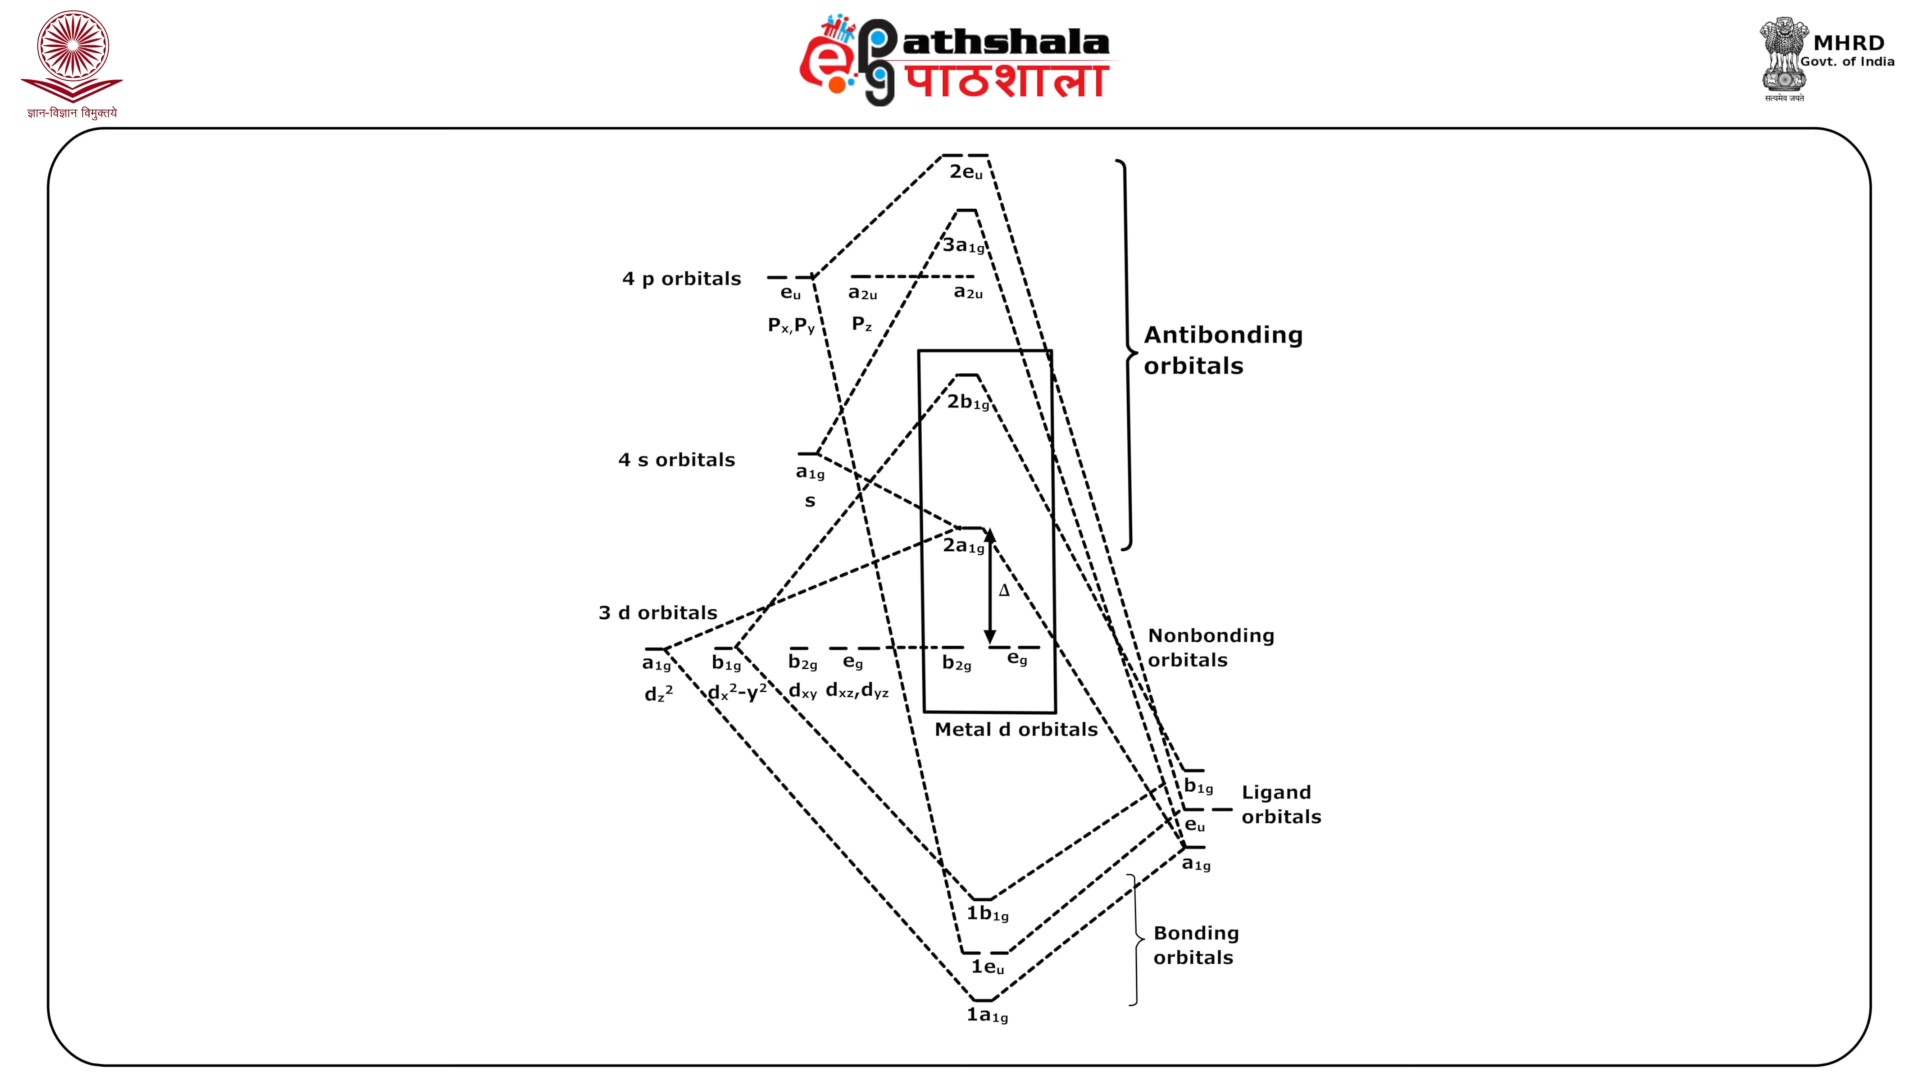 ज्ञान-विज्ञान विमुक्तये
ePG athshala
पाठशाला
MHRD
Govt. of India
सत्यमेव जयते
2eu
3a1g
4 p orbitals
eu
a2u
a2u
Px,Py
Pz
Antibonding
orbitals
2b1g
4 s orbitals
a1g
s
2a1g
Δ
3 d orbitals
Nonbonding
orbitals
a1g
b1g
b2g
eg
b2g
eg
dz²
dx²-y²
dxy
dxz,dyz
Metal d orbitals
b1g
Ligand
orbitals
eu
a1g
1b1g
Bonding
orbitals
1eu
1a1g